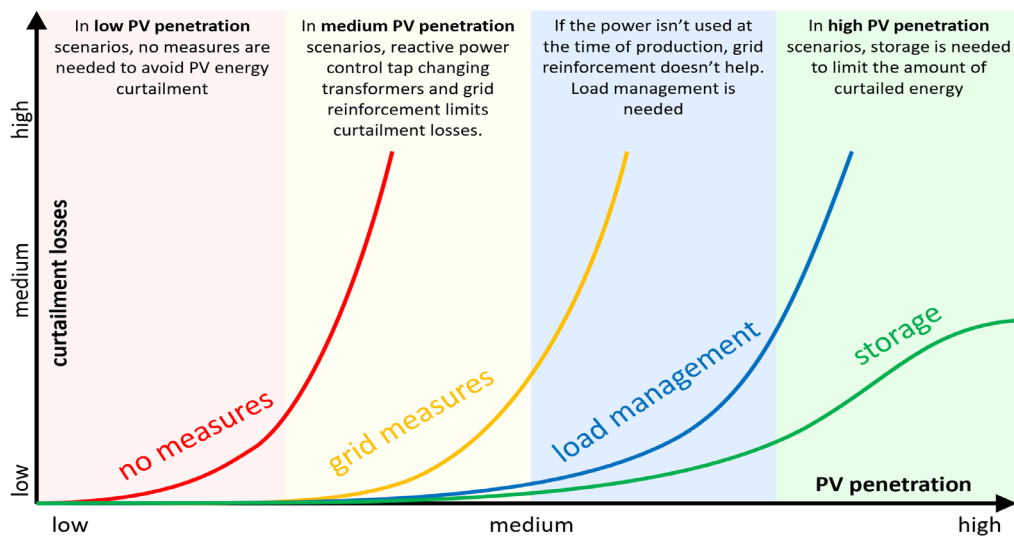 In low PV penetration
scenarios, no measures are
needed to avoid PV energy
curtailment
In medium PV penetration
scenarios, reactive power
control tap changing
transformers and grid
reinforcement limits
curtailment losses.
If the power isn't used at
the time of production, grid
reinforcement doesn't help.
Load management is
needed
In high PV penetration
scenarios, storage is needed
to limit the amount of
curtailed energy
high
medium
low
curtailment losses
no measures
grid measures
load management
storage
PV penetration
low
medium
high